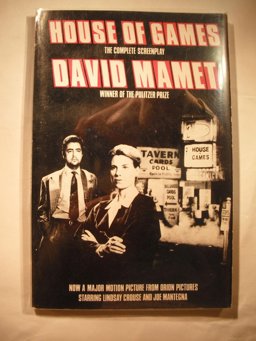 HOUSE OF GAMES
THE COMPLETE SCREENPLAY
DAVID MAMET
WINNER OF THE PULITZER PRIZE
TAVERN
CARDS
POOL
HOUSE
OF
GAMES
NOW A MAJOR MOTION PICTURE FROM ORION PICTURES
STARRING LINDSAY CROUSE AND JOE MANTEGNA